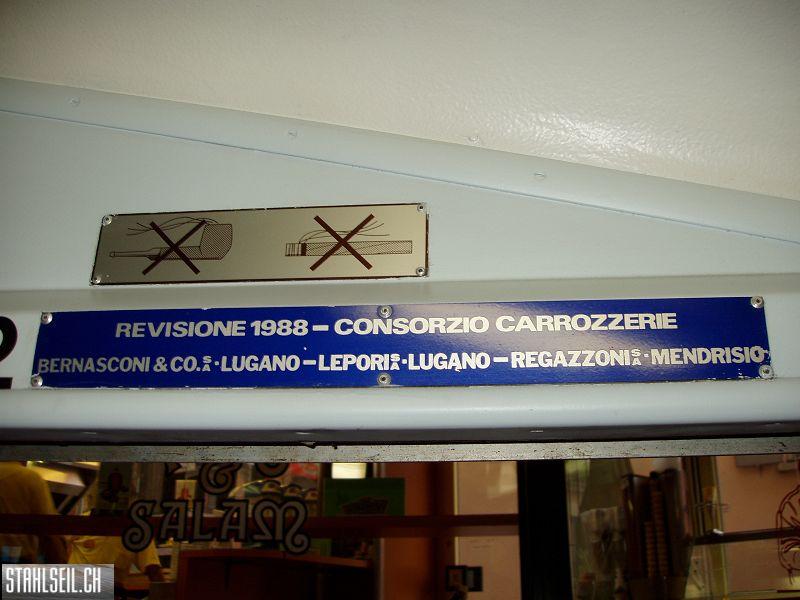 REVISIONE 1988 – CONSORZIO CARROZZERIE
BERNASCONI & CO. SA · LUGANO – LEPORI SA · LUGANO – REGAZZONI SA · MENDRISIO
SALAM
STAHLSEIL.CH